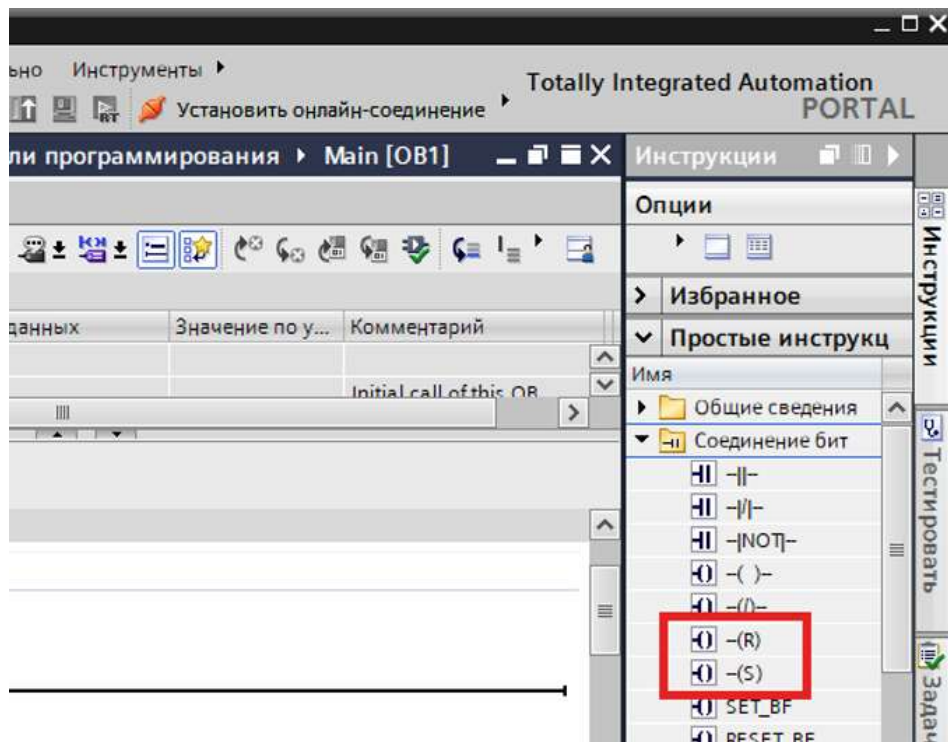 ьно Инструменты
Totally Integrated Automation
PORTAL
RT Установить онлайн-соединение
ли программирования Main [OB1]
Инструкции
Опции
Избранное
Простые инструкц
данных Значение по у... Комментарий
Initial call of this OB
Имя
Общие сведения
Соединение бит
-||-
-|/|-
-|NOT|-
-( )-
-(/)-
-(R)
-(S)
SET_BF
RESET_BF
Инструкции
Тестировать
Задач